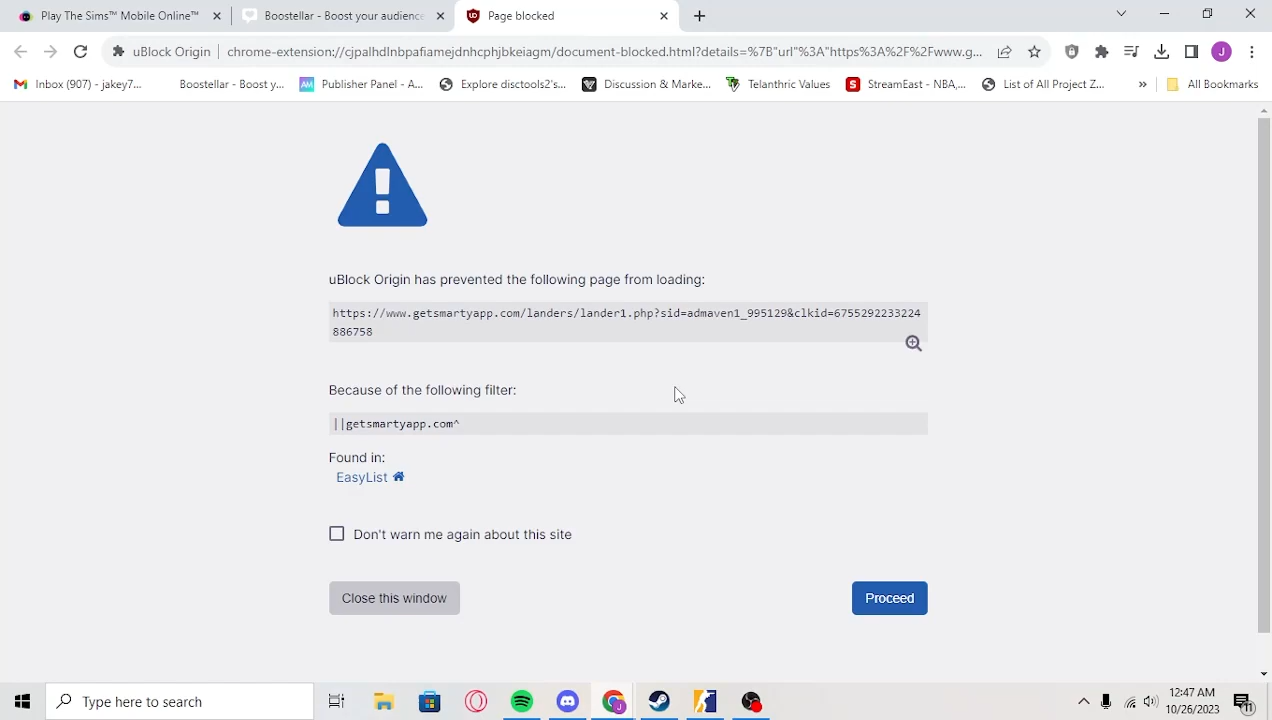 Play The Sims™ Mobile Online™
Boostellar - Boost your audience
Page blocked
uBlock Origin
chrome-extension://cjpalhdlnbpafiamejdnhcphjbkeiagm/document-blocked.html?details=%7B"url"%3A"https%3A%2F%2Fwww.g...
J
Inbox (907) - jakey7...
Boostellar - Boost y...
Publisher Panel - A...
Explore disctools2's...
Discussion & Marke...
Telanthric Values
StreamEast - NBA,...
List of All Project Z...
»
All Bookmarks
uBlock Origin has prevented the following page from loading:
https://www.getsmartyapp.com/landers/lander1.php?sid=admaven1_995129&clkid=6755292233224
886758
Because of the following filter:
||getsmartyapp.com^
Found in:
EasyList
Don't warn me again about this site
Close this window
Proceed
Type here to search
12:47 AM
10/26/2023
11